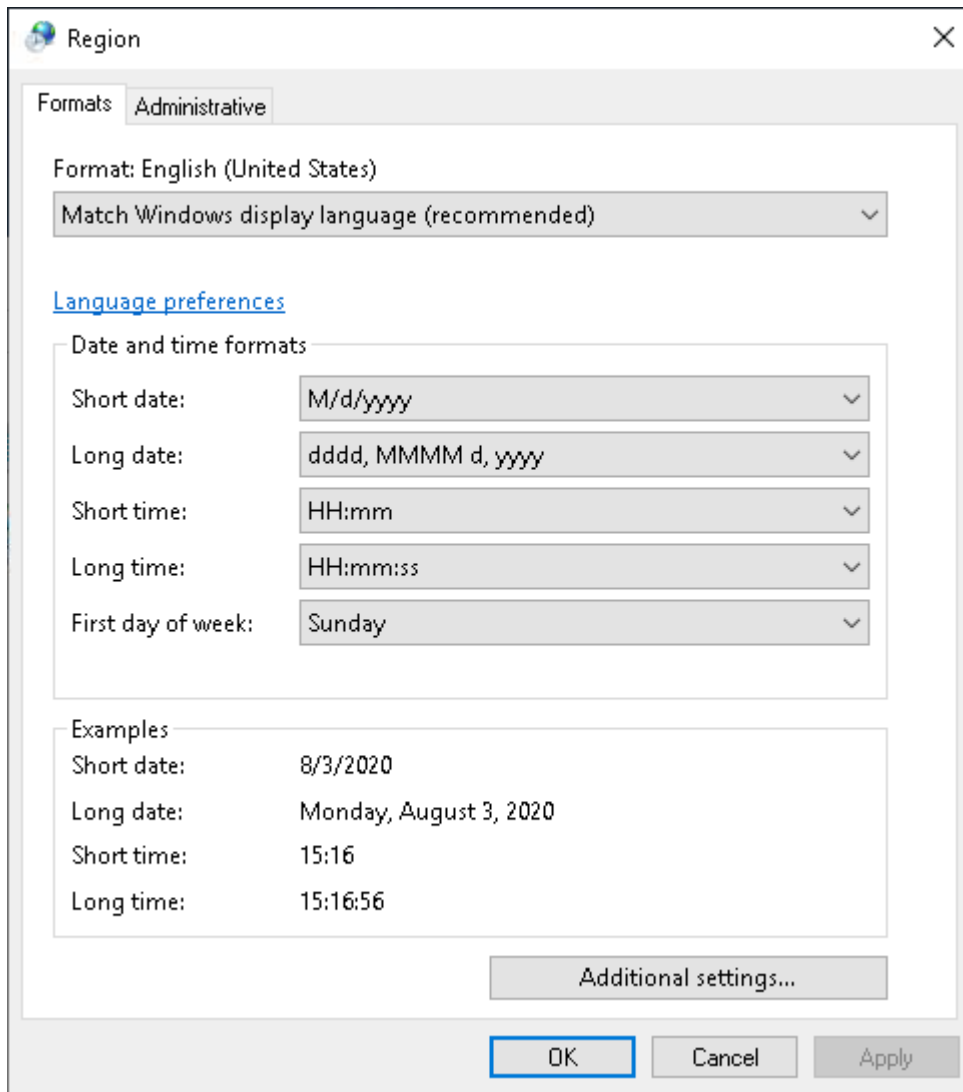 Region
Formats Administrative
Format: English (United States)
Match Windows display language (recommended)
Language preferences
Date and time formats
Short date: M/d/yyyy
Long date: dddd, MMMM d, yyyy
Short time: HH:mm
Long time: HH:mm:ss
First day of week: Sunday
Examples
Short date: 8/3/2020
Long date: Monday, August 3, 2020
Short time: 15:16
Long time: 15:16:56
Additional settings...
OK Cancel Apply